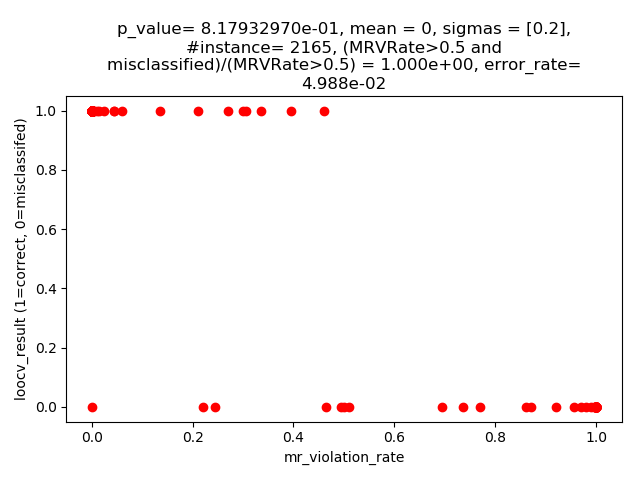 p_value= 8.17932970e-01, mean = 0, sigmas = [0.2],
#instance= 2165, (MRVRate>0.5 and
misclassified)/(MRVRate>0.5) = 1.000e+00, error_rate=
4.988e-02
loocv_result (1=correct, 0=misclassifed)
1.0
0.8
0.6
0.4
0.2
0.0
0.0 0.2 0.4 0.6 0.8 1.0
mr_violation_rate